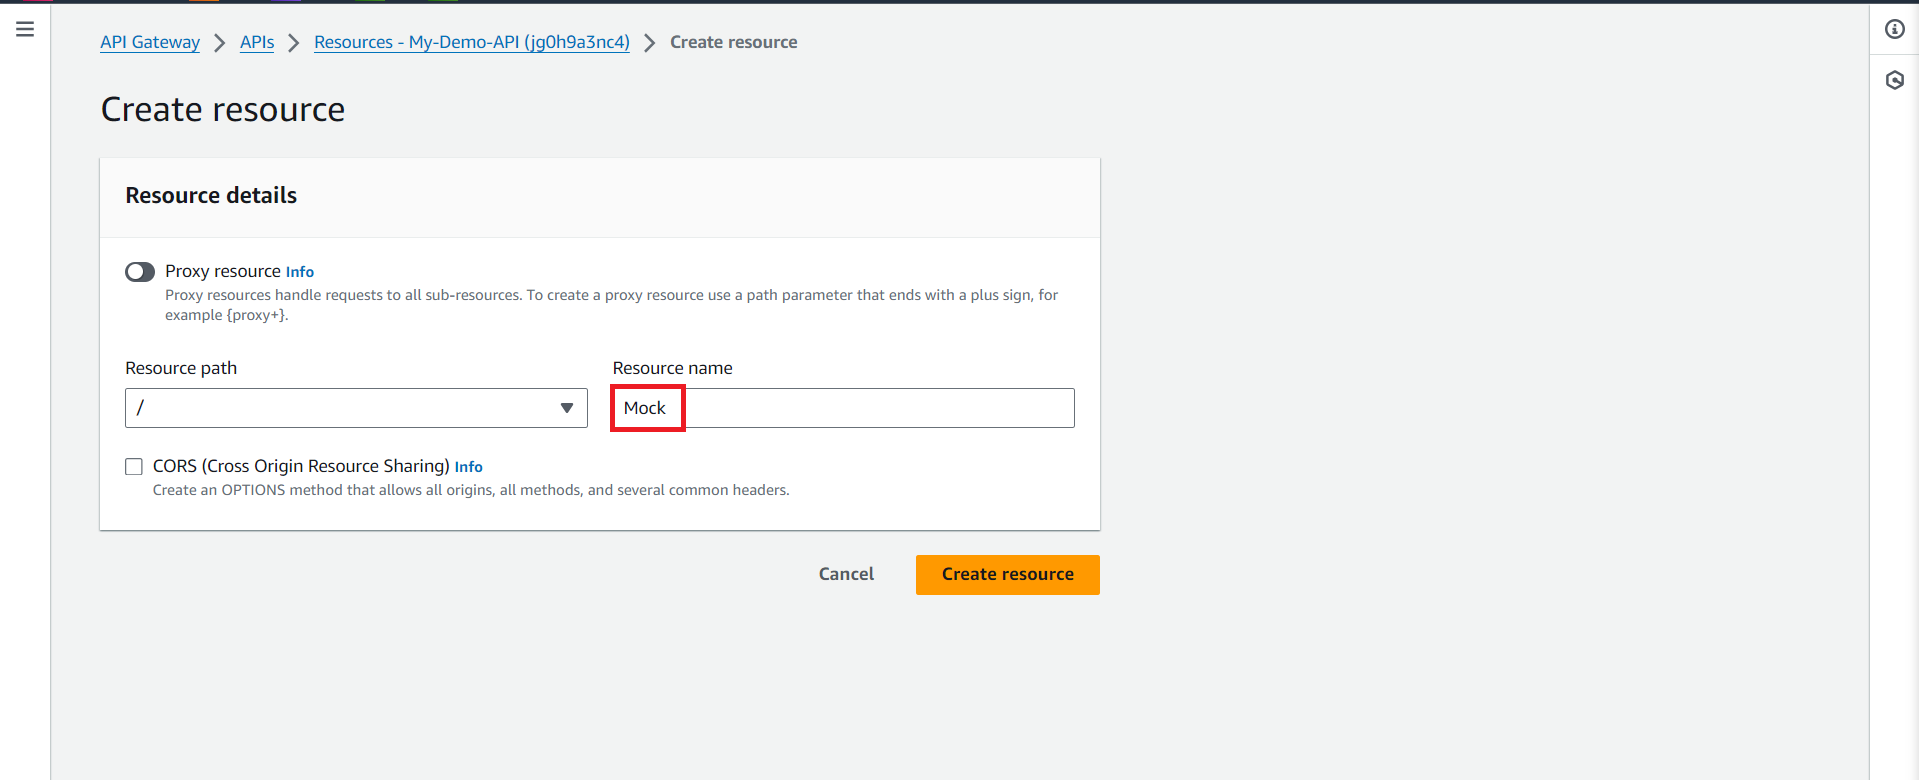 API Gateway > APIs > Resources - My-Demo-API (jg0h9a3nc4) > Create resource
Create resource
Resource details
Proxy resource Info
Proxy resources handle requests to all sub-resources. To create a proxy resource use a path parameter that ends with a plus sign, for
example {proxy+}.
Resource path
/
Resource name
Mock
CORS (Cross Origin Resource Sharing) Info
Create an OPTIONS method that allows all origins, all methods, and several common headers.
Cancel
Create resource